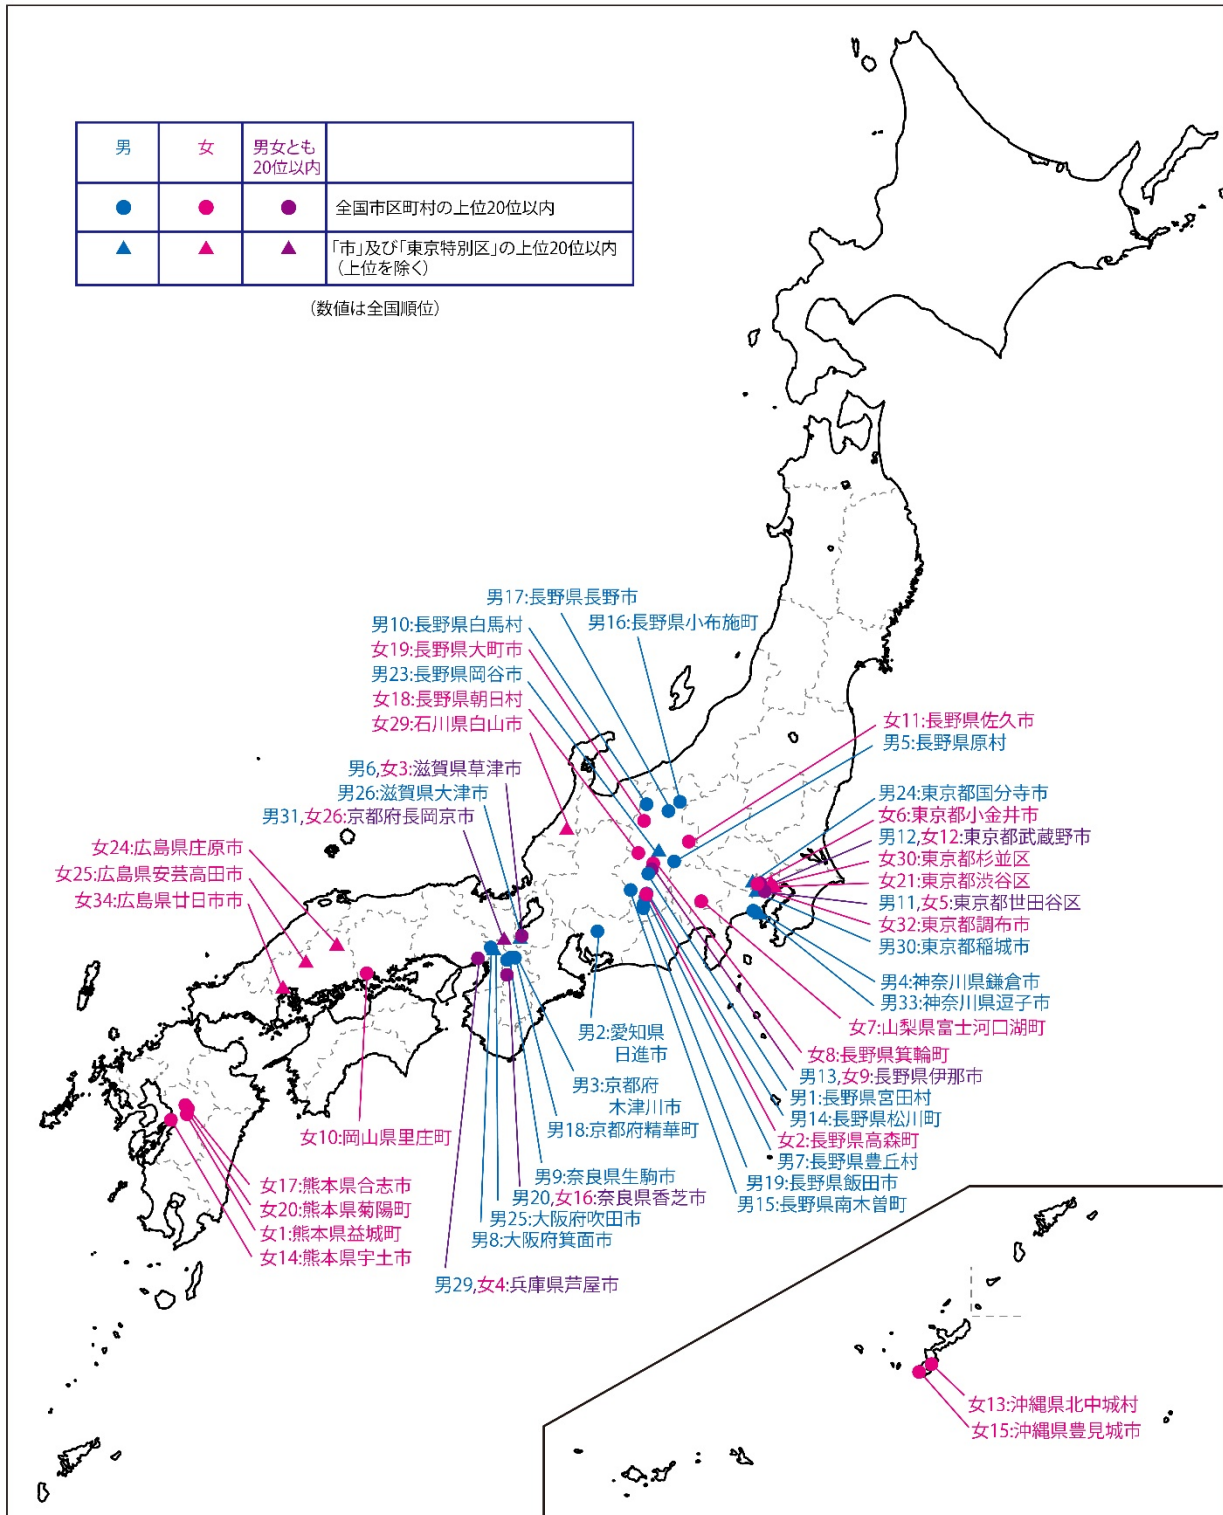 男
女
男女とも
20位以内
全国市区町村の上位20位以内
「市」及び「東京特別区」の上位20位以内
（上位を除く）
（数値は全国順位）
男17:長野県長野市
男10:長野県白馬村
男16:長野県小布施町
女19:長野県大町市
男23:長野県岡谷市
女18:長野県朝日村
女29:石川県白山市
男6,女3:滋賀県草津市
男26:滋賀県大津市
男31,女26:京都府長岡京市
女24:広島県庄原市
女25:広島県安芸高田市
女34:広島県廿日市市
女11:長野県佐久市
男5:長野県原村
男24:東京都国分寺市
女6:東京都小金井市
男12,女12:東京都武蔵野市
女30:東京都杉並区
女21:東京都渋谷区
男11,女5:東京都世田谷区
女32:東京都調布市
男30:東京都稲城市
男4:神奈川県鎌倉市
男33:神奈川県逗子市
女7:山梨県富士河口湖町
女8:長野県箕輪町
男13,女9:長野県伊那市
男1:長野県宮田村
男14:長野県松川町
女2:長野県高森町
男7:長野県豊丘村
男19:長野県飯田市
男15:長野県南木曽町
男2:愛知県
日進市
男3:京都府
木津川市
男18:京都府精華町
男9:奈良県生駒市
男20,女16:奈良県香芝市
男25:大阪府吹田市
男8:大阪府箕面市
男29,女4:兵庫県芦屋市
女10:岡山県里庄町
女17:熊本県合志市
女20:熊本県菊陽町
女1:熊本県益城町
女14:熊本県宇土市
女13:沖縄県北中城村
女15:沖縄県豊見城市